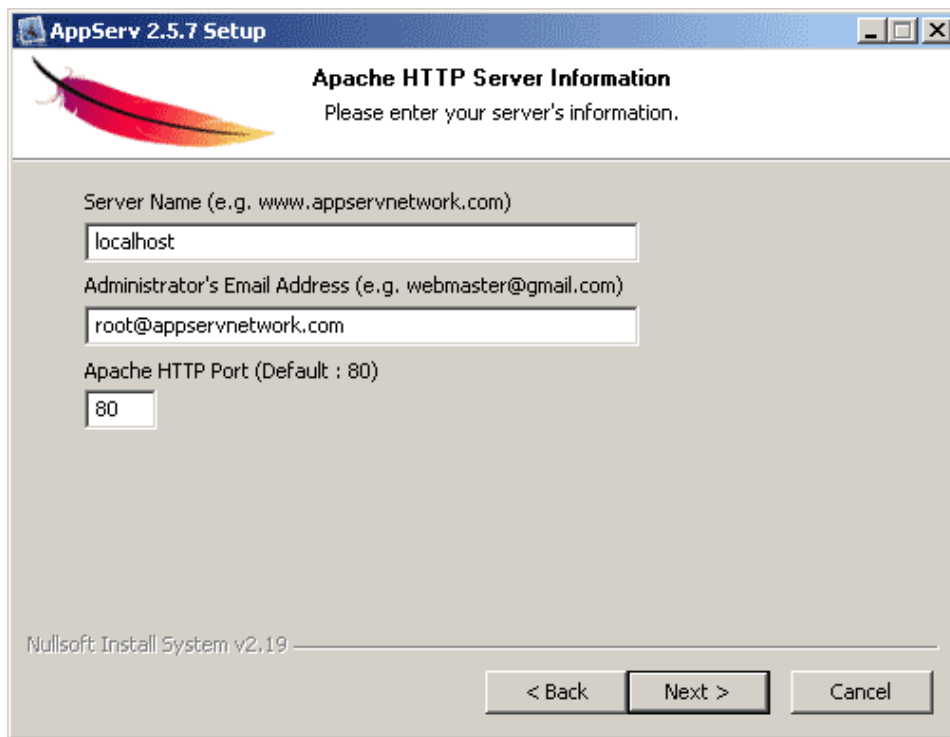 AppServ 2.5.7 Setup
Apache HTTP Server Information
Please enter your server's information.
Server Name (e.g. www.appservnetwork.com)
localhost
Administrator's Email Address (e.g. webmaster@gmail.com)
root@appservnetwork.com
Apache HTTP Port (Default : 80)
80
Nullsoft Install System v2.19
< Back Next > Cancel